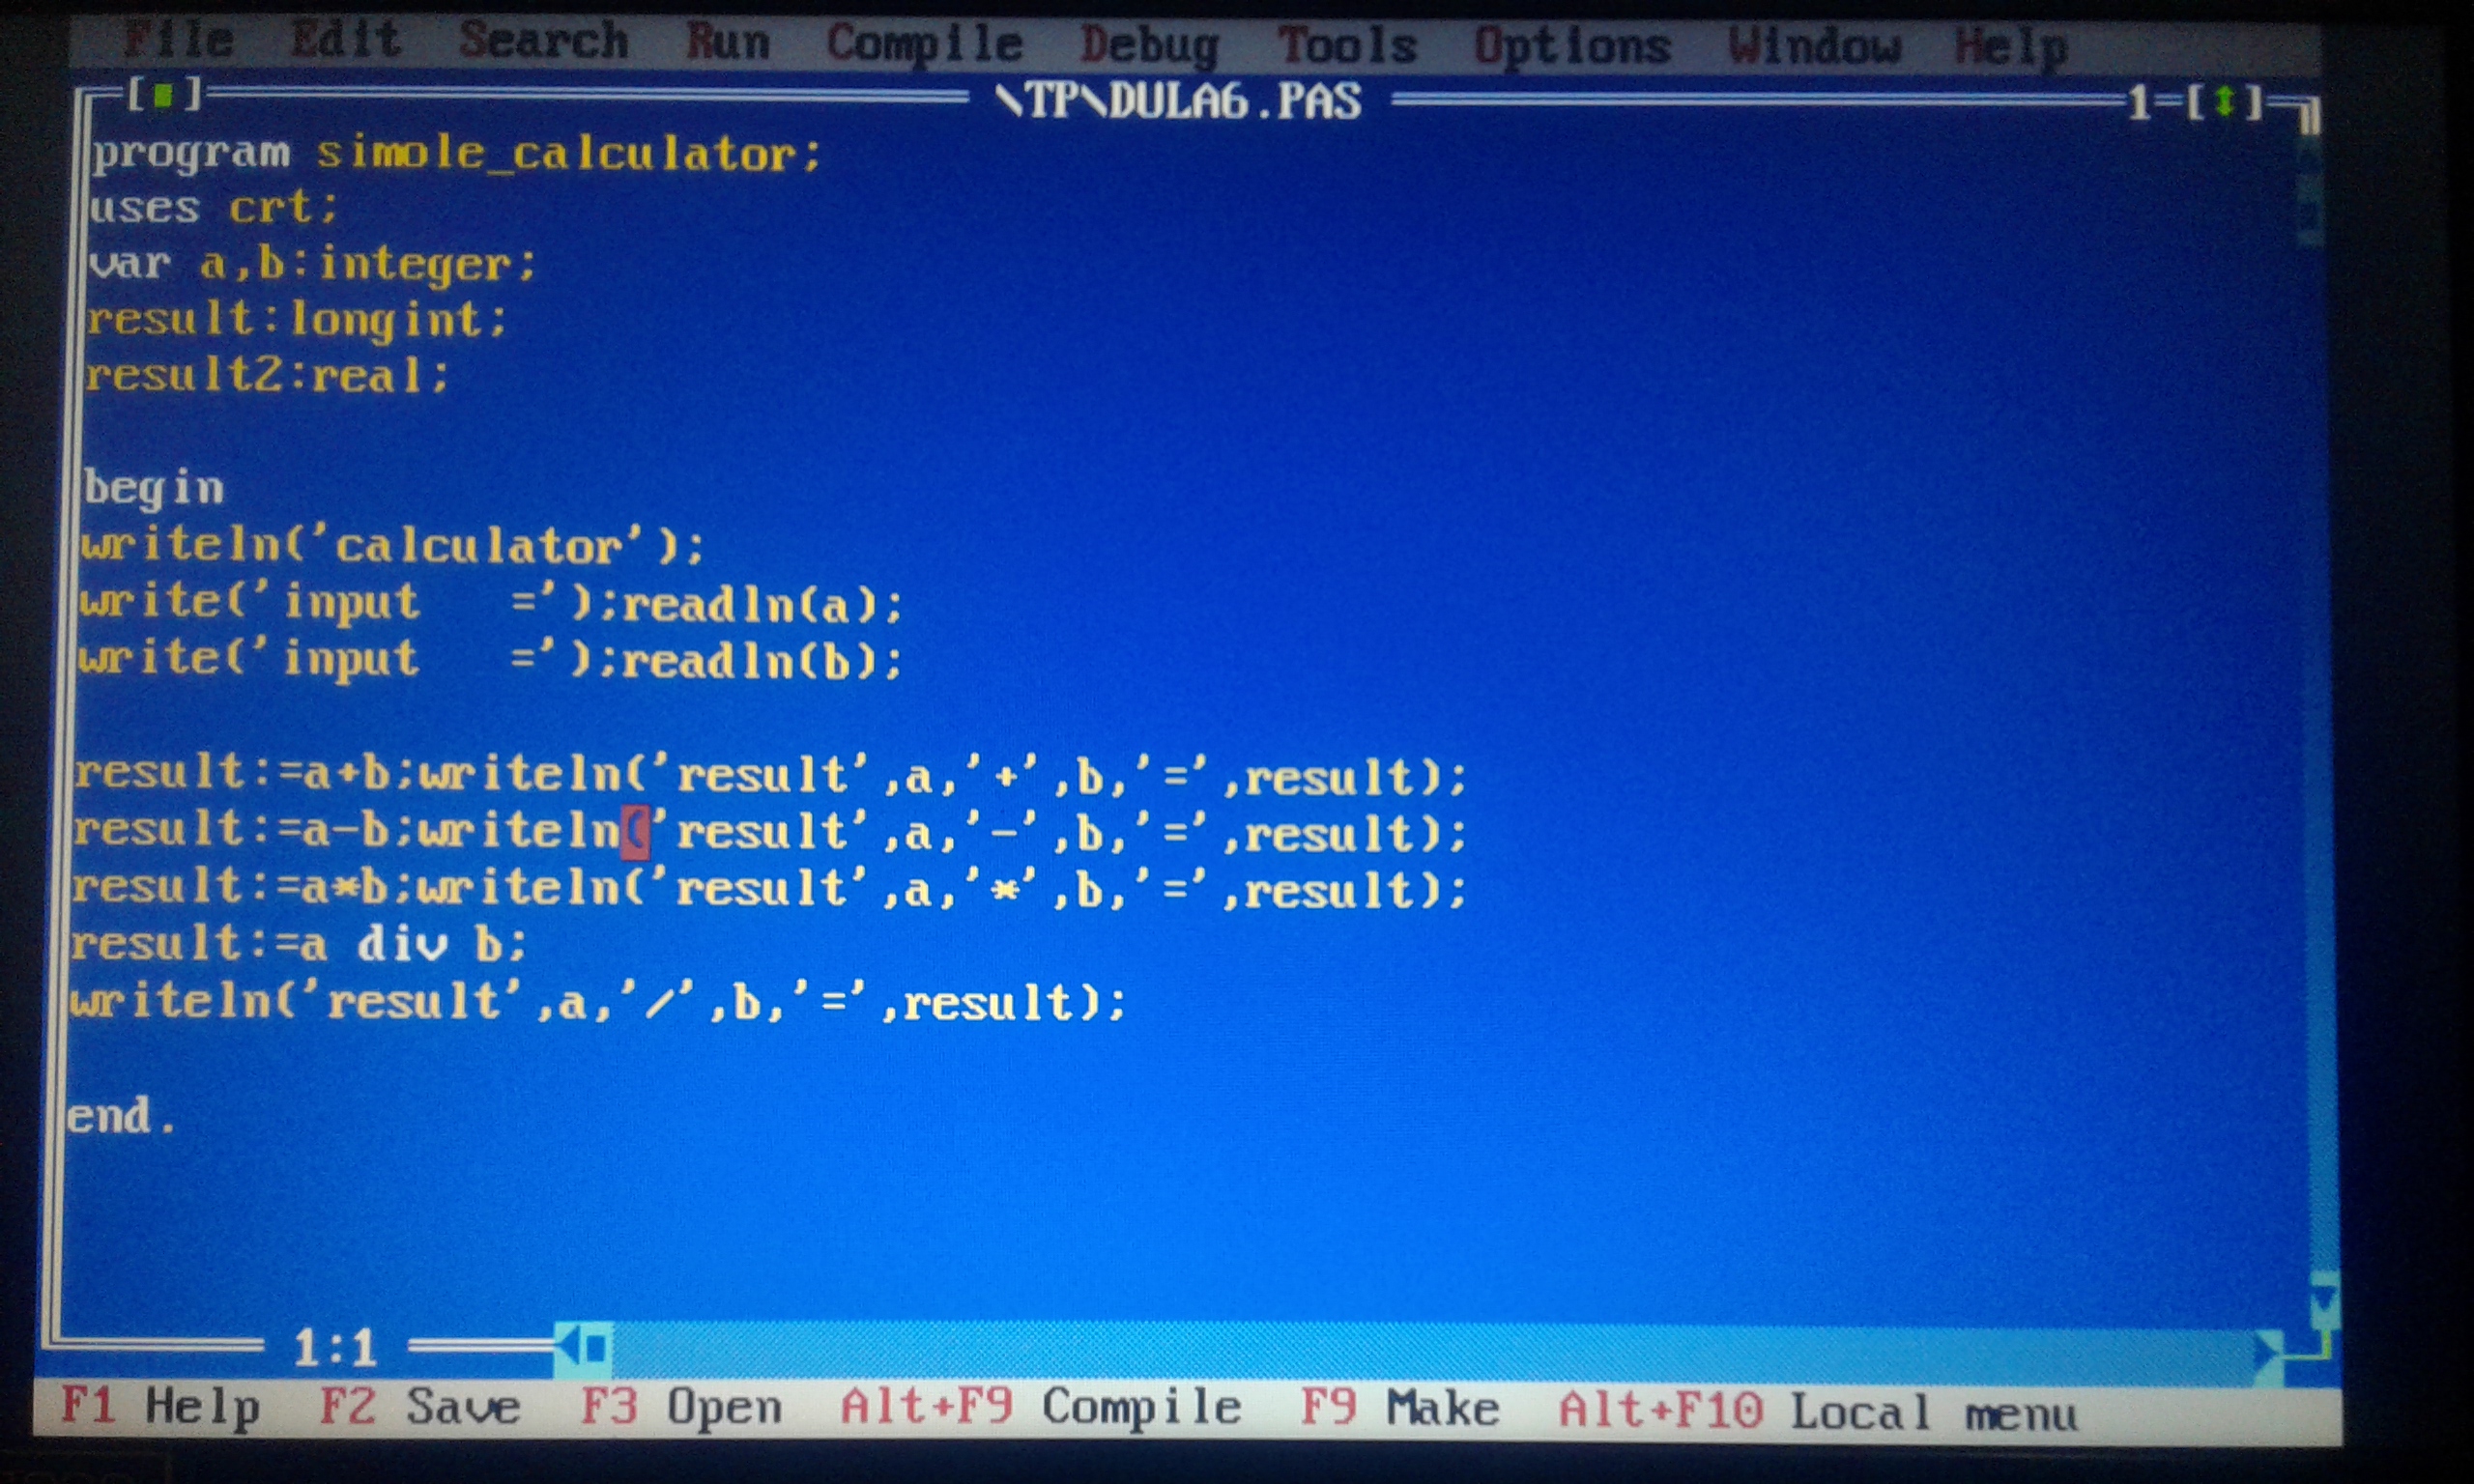 File Edit Search Run Compile Debug Tools Options Window Help
[■] \TP\DULA6.PAS 1=[↕]
program simole_calculator;
uses crt;
var a,b:integer;
result:longint;
result2:real;
begin
writeln('calculator');
write('input   =');readln(a);
write('input   =');readln(b);
result:=a+b;writeln('result',a,'+',b,'=',result);
result:=a-b;writeln('result',a,'-',b,'=',result);
result:=a*b;writeln('result',a,'*',b,'=',result);
result:=a div b;
writeln('result',a,'/',b,'=',result);
end.
1:1
F1 Help F2 Save F3 Open Alt+F9 Compile F9 Make Alt+F10 Local menu